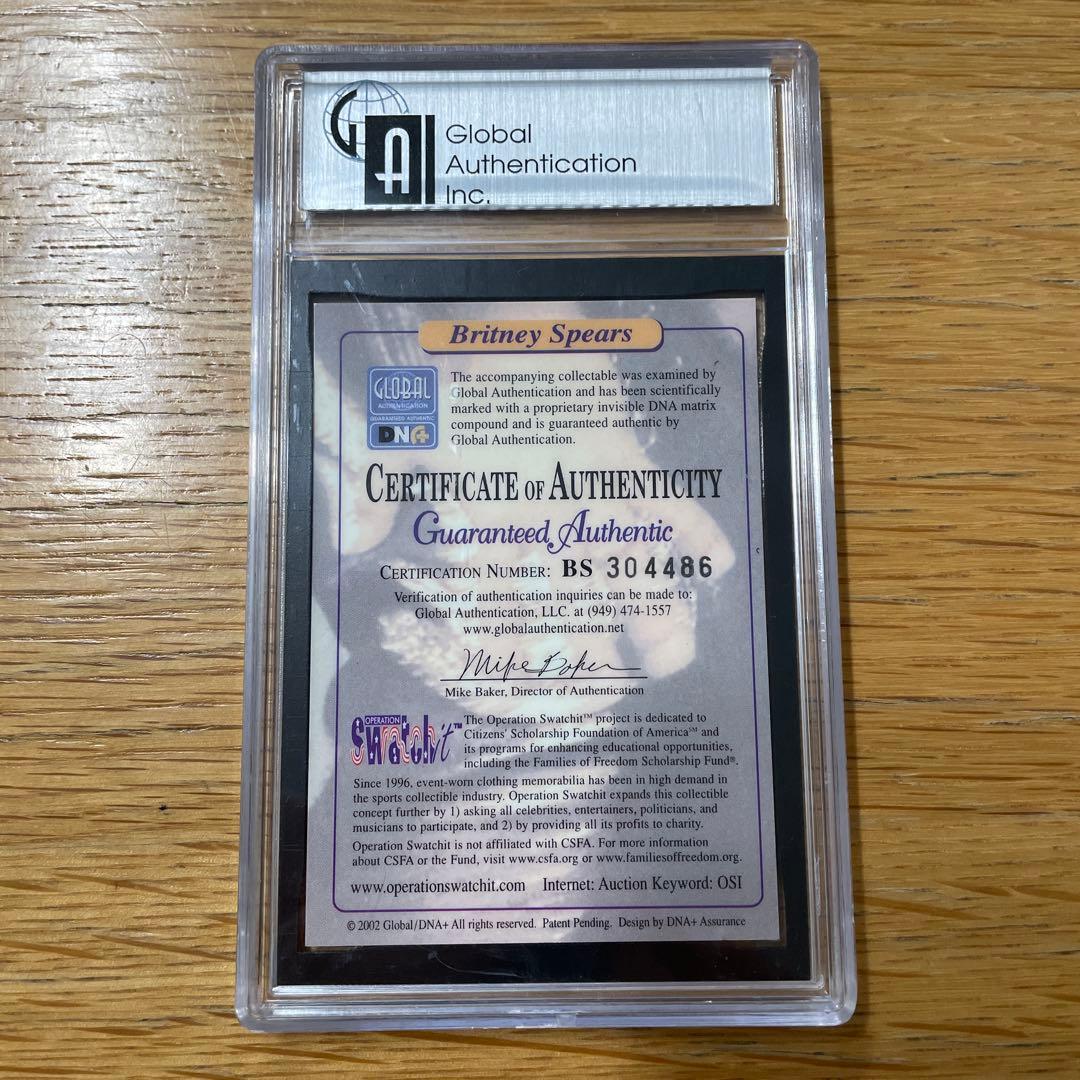 GA Global
Authentication
Inc.
Britney Spears
GLOBAL
AUTHENTICATION
GUARANTEED AUTHENTIC
DNA+
The accompanying collectable was examined by
Global Authentication and has been scientifically
marked with a proprietary invisible DNA matrix
compound and is guaranteed authentic by
Global Authentication.
CERTIFICATE OF AUTHENTICITY
Guaranteed Authentic
CERTIFICATION NUMBER: BS 304486
Verification of authentication inquiries can be made to:
Global Authentication, LLC. at (949) 474-1557
www.globalauthentication.net
Mike Baker
Mike Baker, Director of Authentication
OPERATION
Swatchit™
The Operation Swatchit™ project is dedicated to
Citizens' Scholarship Foundation of America℠ and
its programs for enhancing educational opportunities,
including the Families of Freedom Scholarship Fund®.
Since 1996, event-worn clothing memorabilia has been in high demand in
the sports collectible industry. Operation Swatchit expands this collectible
concept further by 1) asking all celebrities, entertainers, politicians, and
musicians to participate, and 2) by providing all its profits to charity.
Operation Swatchit is not affiliated with CSFA. For more information
about CSFA or the Fund, visit www.csfa.org or www.familiesoffreedom.org.
www.operationswatchit.com Internet: Auction Keyword: OSI
© 2002 Global/DNA+ All rights reserved. Patent Pending. Design by DNA+ Assurance